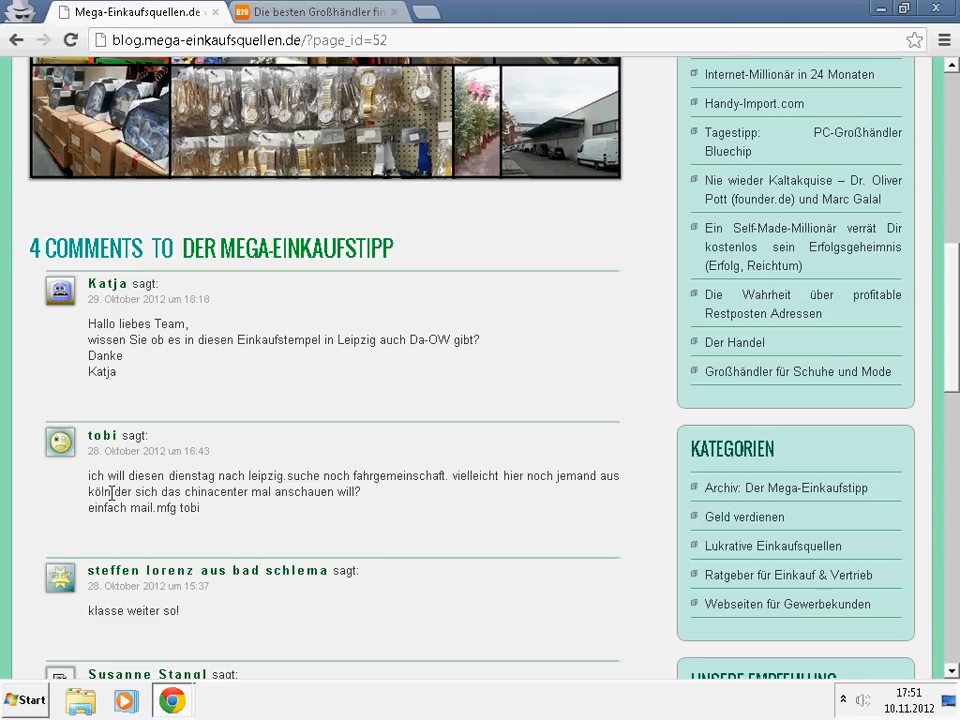 Mega-Einkaufsquellen.de
Die besten Großhändler fin
blog.mega-einkaufsquellen.de/?page_id=52
4 COMMENTS TO DER MEGA-EINKAUFSTIPP
Katja sagt:
29. Oktober 2012 um 18:18
Hallo liebes Team,
wissen Sie ob es in diesen Einkaufstempel in Leipzig auch Da-OW gibt?
Danke
Katja
tobi sagt:
28. Oktober 2012 um 16:43
ich will diesen dienstag nach leipzig.suche noch fahrgemeinschaft. vielleicht hier noch jemand aus
köln der sich das chinacenter mal anschauen will?
einfach mail.mfg tobi
steffen lorenz aus bad schlema sagt:
28. Oktober 2012 um 15:37
klasse weiter so!
Susanne Stangl sagt:
Internet-Millionär in 24 Monaten
Handy-Import.com
Tagestipp: PC-Großhändler
Bluechip
Nie wieder Kaltakquise – Dr. Oliver
Pott (founder.de) und Marc Galal
Ein Self-Made-Millionär verrät Dir
kostenlos sein Erfolgsgeheimnis
(Erfolg, Reichtum)
Die Wahrheit über profitable
Restposten Adressen
Der Handel
Großhändler für Schuhe und Mode
KATEGORIEN
Archiv: Der Mega-Einkaufstipp
Geld verdienen
Lukrative Einkaufsquellen
Ratgeber für Einkauf & Vertrieb
Webseiten für Gewerbekunden
UNSERE EMPFEHLUNG
Start
17:51
10.11.2012